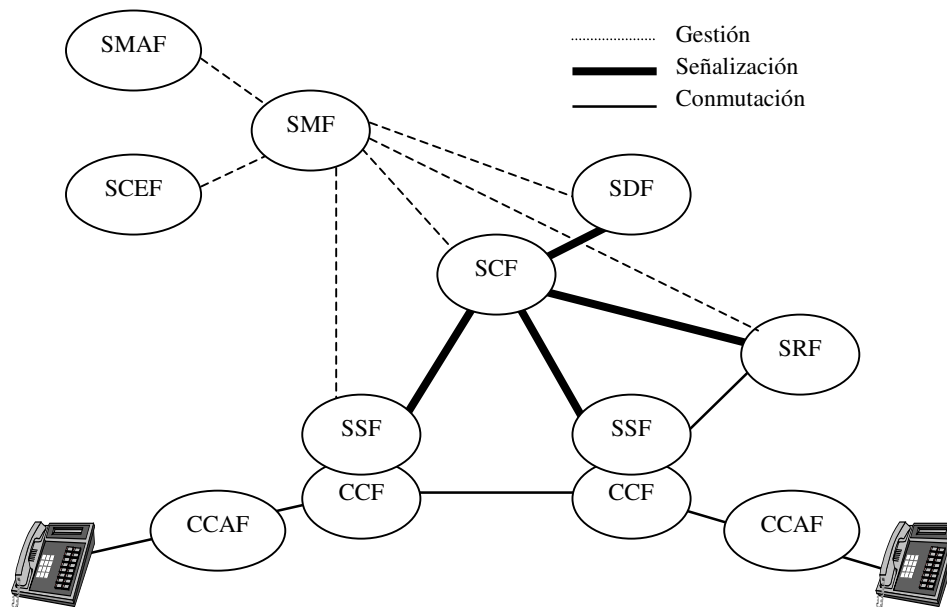 SMAF
Gestión
Señalización
Conmutación
SMF
SCEF
SDF
SCF
SRF
SSF
SSF
CCF
CCF
CCAF
CCAF